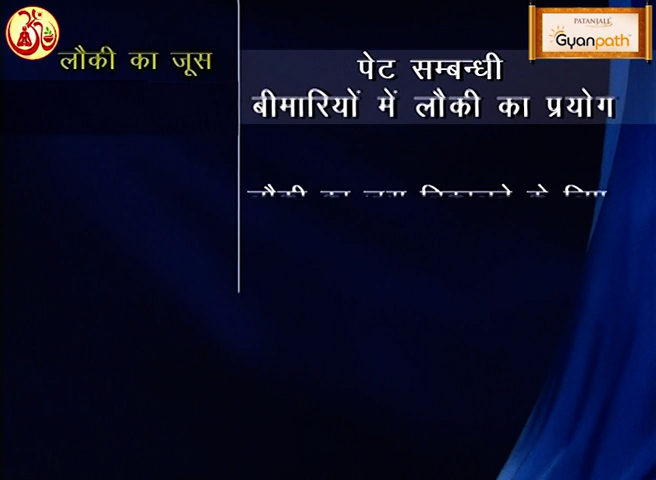 लौकी का जूस
पेट सम्बन्धी
बीमारियों में लौकी का प्रयोग
PATANJALI
Gyanpath